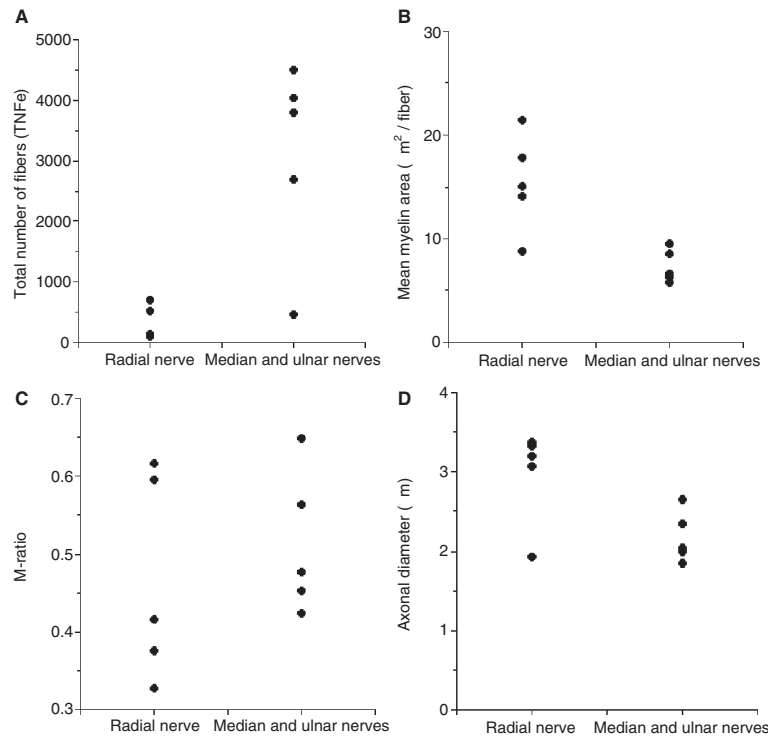 A
Total number of fibers (TNFe)
5000
4000
3000
2000
1000
0
Radial nerve
Median and ulnar nerves
B
Mean myelin area ( m² / fiber)
30
20
10
0
Radial nerve
Median and ulnar nerves
C
M-ratio
0.7
0.6
0.5
0.4
0.3
Radial nerve
Median and ulnar nerves
D
Axonal diameter ( m)
4
3
2
1
0
Radial nerve
Median and ulnar nerves